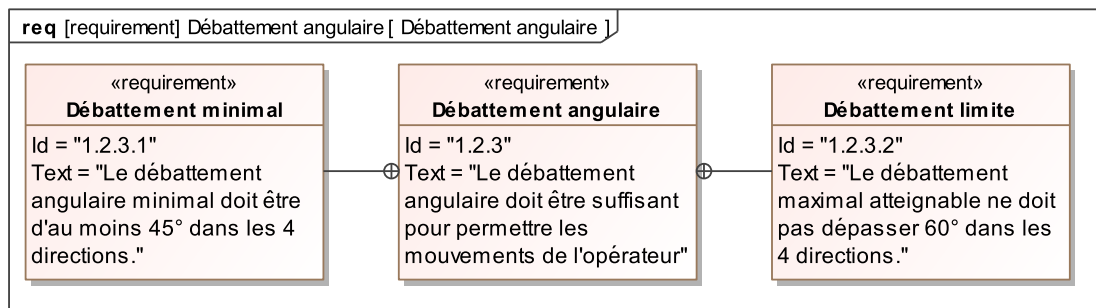 req [requirement] Débattement angulaire [ Débattement angulaire ]
«requirement»
Débattement minimal
Id = "1.2.3.1"
Text = "Le débattement
angulaire minimal doit être
d'au moins 45° dans les 4
directions."
«requirement»
Débattement angulaire
Id = "1.2.3"
Text = "Le débattement
angulaire doit être suffisant
pour permettre les
mouvements de l'opérateur"
«requirement»
Débattement limite
Id = "1.2.3.2"
Text = "Le débattement
maximal atteignable ne doit
pas dépasser 60° dans les
4 directions."